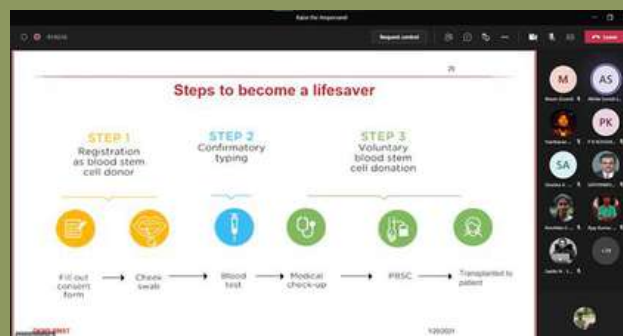 Raise the Ampersand
Request control
Leave
25
Steps to become a lifesaver
STEP 1
Registration
as blood stem
cell donor
STEP 2
Confirmatory
typing
STEP 3
Voluntary
blood stem
cell donation
Fill out
consent
form
Cheek
swab
Blood
test
Medical
check-up
PBSC
Transplanted to
patient
M
AS
PK
SA